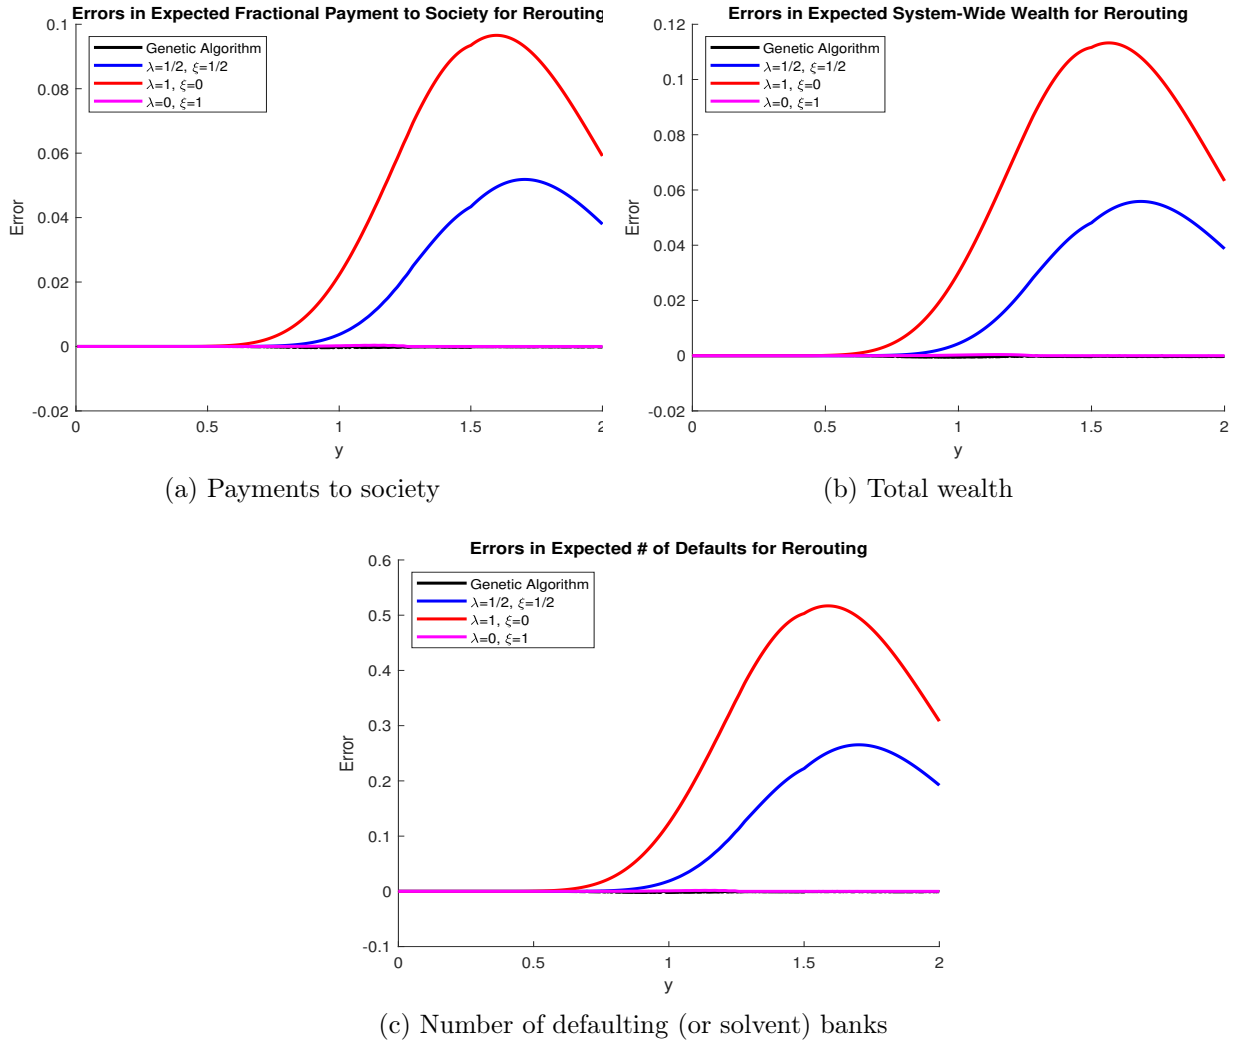 Errors in Expected Fractional Payment to Society for Rerouting
0.1
0.08
0.06
0.04
0.02
0
-0.02
Error
Genetic Algorithm
λ=1/2, ξ=1/2
λ=1, ξ=0
λ=0, ξ=1
0 0.5 1 1.5 2
y
(a) Payments to society
Errors in Expected System-Wide Wealth for Rerouting
0.12
0.1
0.08
0.06
0.04
0.02
0
-0.02
Error
Genetic Algorithm
λ=1/2, ξ=1/2
λ=1, ξ=0
λ=0, ξ=1
0 0.5 1 1.5 2
y
(b) Total wealth
Errors in Expected # of Defaults for Rerouting
0.6
0.5
0.4
0.3
0.2
0.1
0
-0.1
Error
Genetic Algorithm
λ=1/2, ξ=1/2
λ=1, ξ=0
λ=0, ξ=1
0 0.5 1 1.5 2
y
(c) Number of defaulting (or solvent) banks